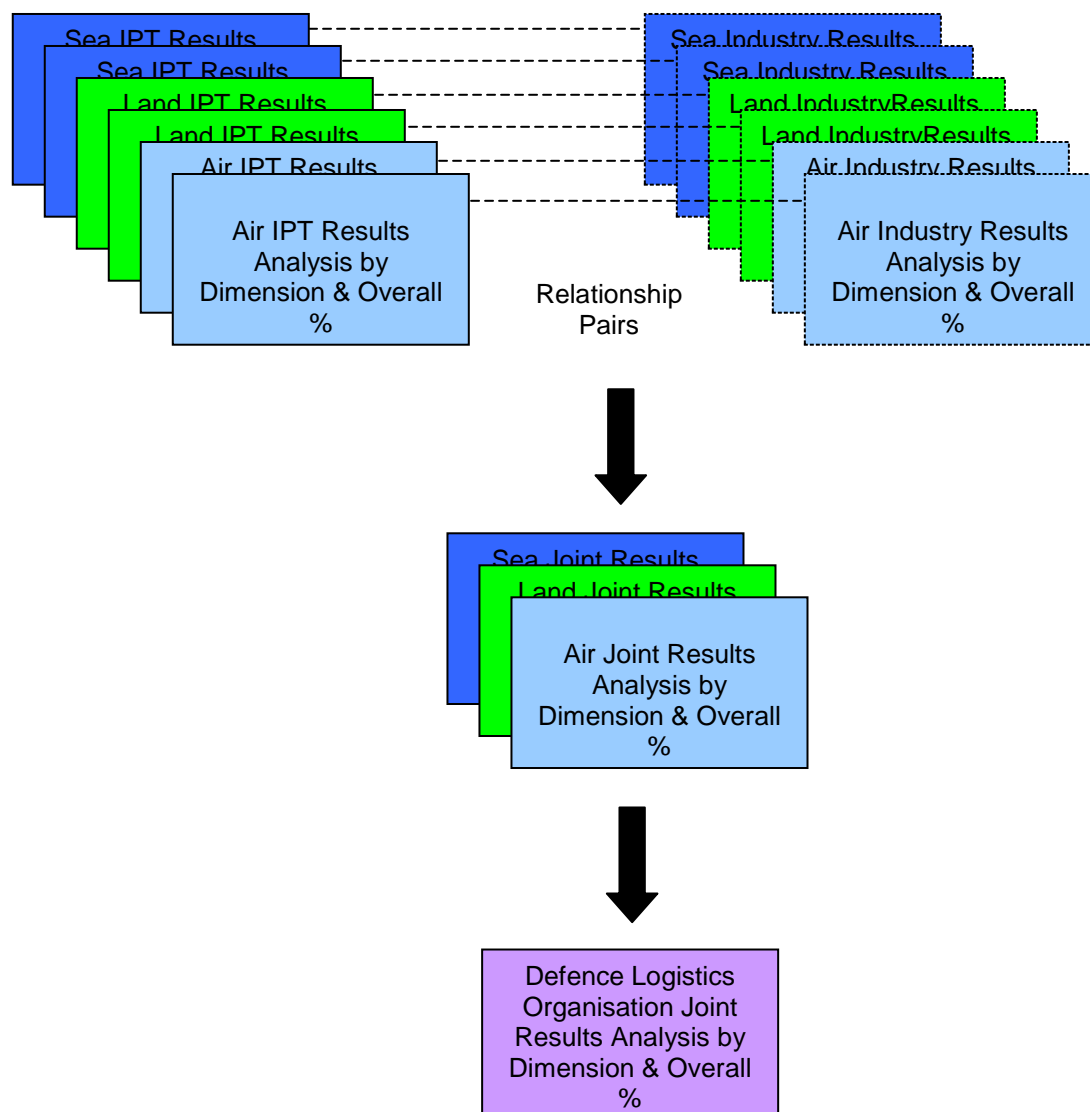 Sea IPT Results
Sea IPT Results
Land IPT Results
Land IPT Results
Air IPT Results
Air IPT Results
Analysis by
Dimension & Overall
%
Sea Industry Results
Sea Industry Results
Land IndustryResults
Land IndustryResults
Air Industry Results
Air Industry Results
Analysis by
Dimension & Overall
%
Relationship
Pairs
Sea Joint Results
Land Joint Results
Air Joint Results
Analysis by
Dimension & Overall
%
Defence Logistics
Organisation Joint
Results Analysis by
Dimension & Overall
%